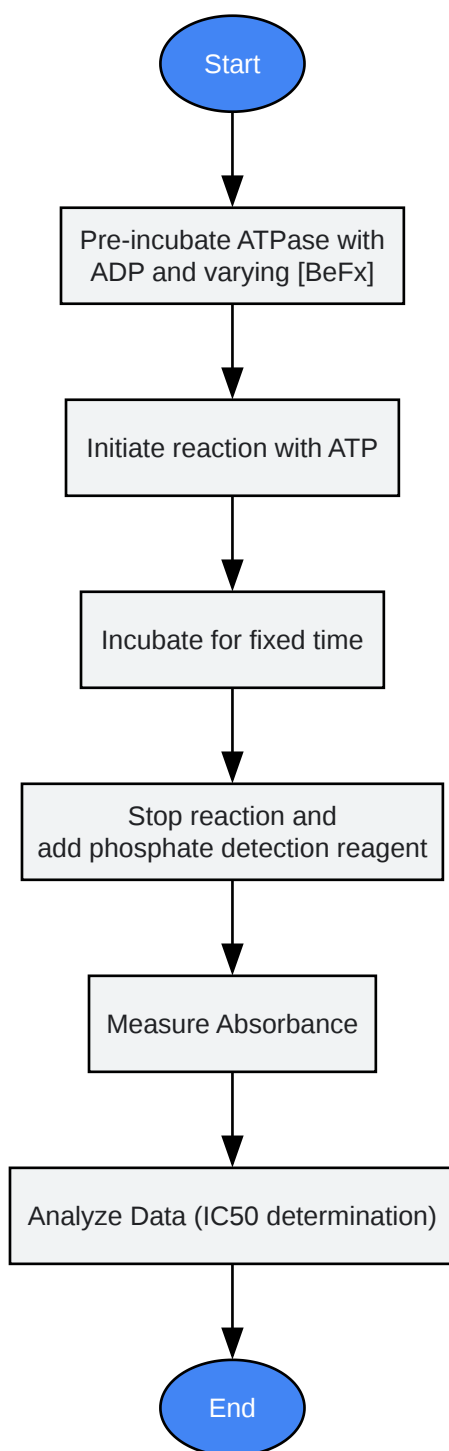 Start
Pre-incubate ATPase with
ADP and varying [BeFx]
Initiate reaction with ATP
Incubate for fixed time
Stop reaction and
add phosphate detection reagent
Measure Absorbance
Analyze Data (IC50 determination)
End